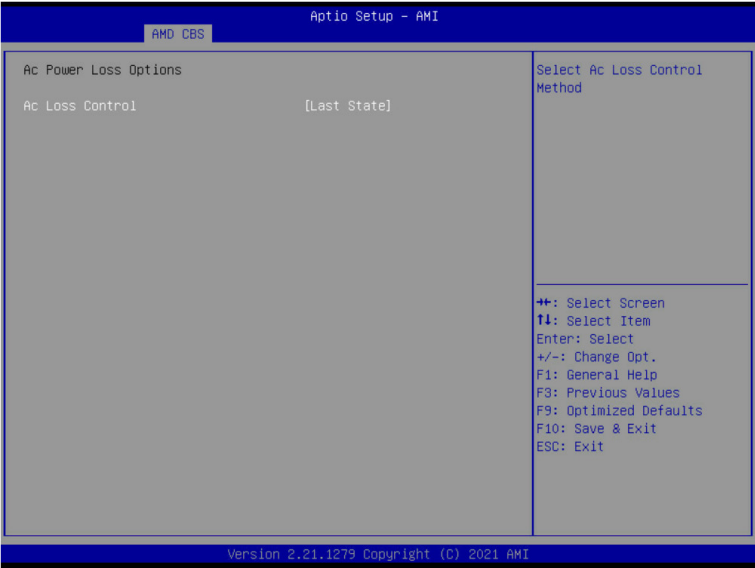 Aptio Setup – AMI
AMD CBS
Ac Power Loss Options
Ac Loss Control [Last State]
Select Ac Loss Control
Method
→←: Select Screen
↑↓: Select Item
Enter: Select
+/-: Change Opt.
F1: General Help
F3: Previous Values
F9: Optimized Defaults
F10: Save & Exit
ESC: Exit
Version 2.21.1279 Copyright (C) 2021 AMI